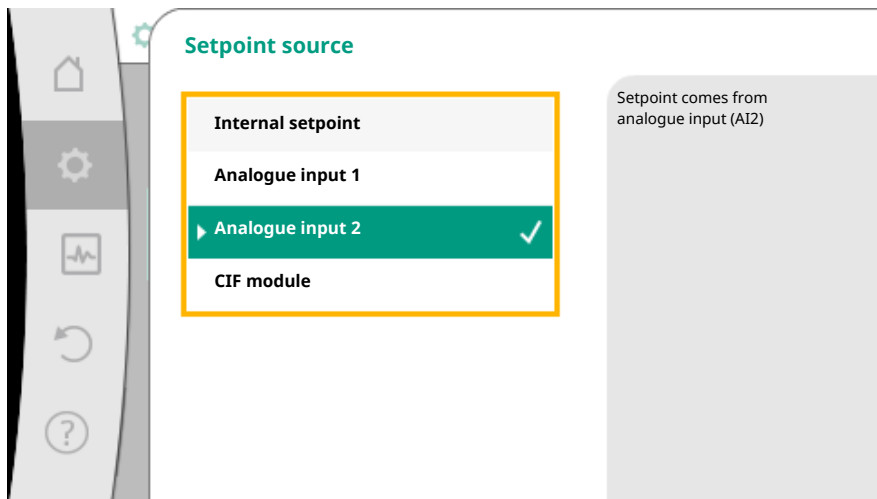 Setpoint source
Internal setpoint
Analogue input 1
Analogue input 2
CIF module
Setpoint comes from
analogue input (AI2)
?